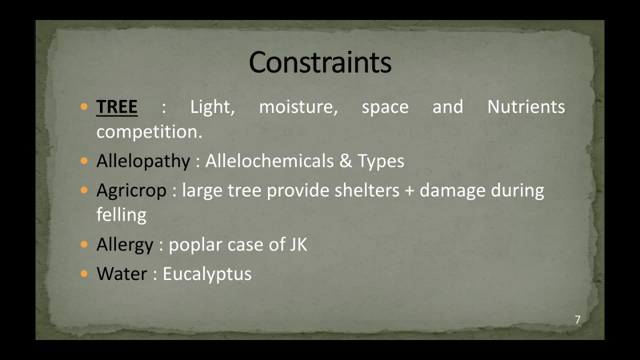 Constraints
TREE : Light, moisture, space and Nutrients
competition.
Allelopathy : Allelochemicals & Types
Agricrop : large tree provide shelters + damage during
felling
Allergy : poplar case of JK
Water : Eucalyptus
7